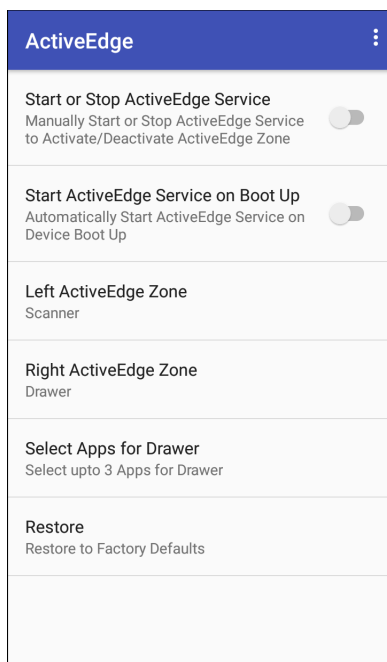 ActiveEdge
Start or Stop ActiveEdge Service
Manually Start or Stop ActiveEdge Service
to Activate/Deactivate ActiveEdge Zone
Start ActiveEdge Service on Boot Up
Automatically Start ActiveEdge Service on
Device Boot Up
Left ActiveEdge Zone
Scanner
Right ActiveEdge Zone
Drawer
Select Apps for Drawer
Select upto 3 Apps for Drawer
Restore
Restore to Factory Defaults